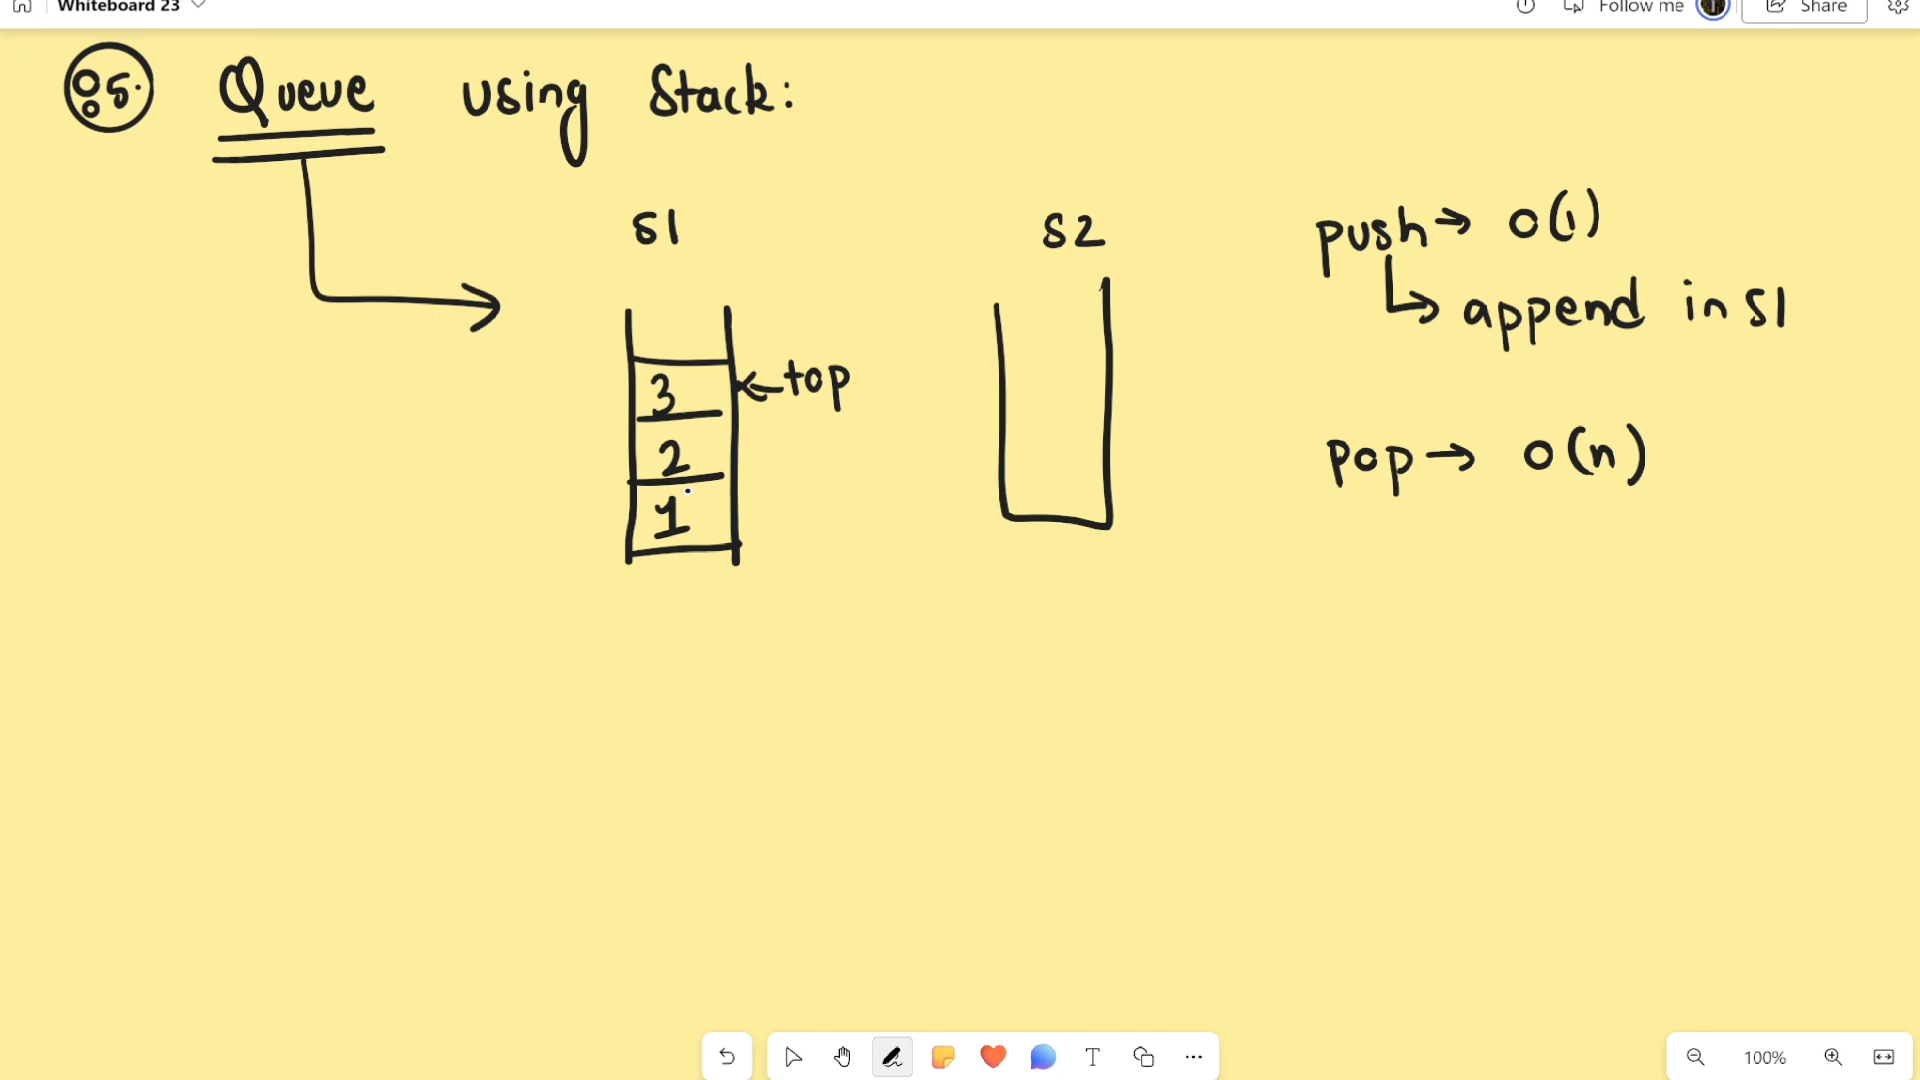 Whiteboard 23
Follow me
Share
Queue using Stack:
S1
S2
push → O(1)
append in S1
3
← top
2
1
pop → O(n)
T
100%